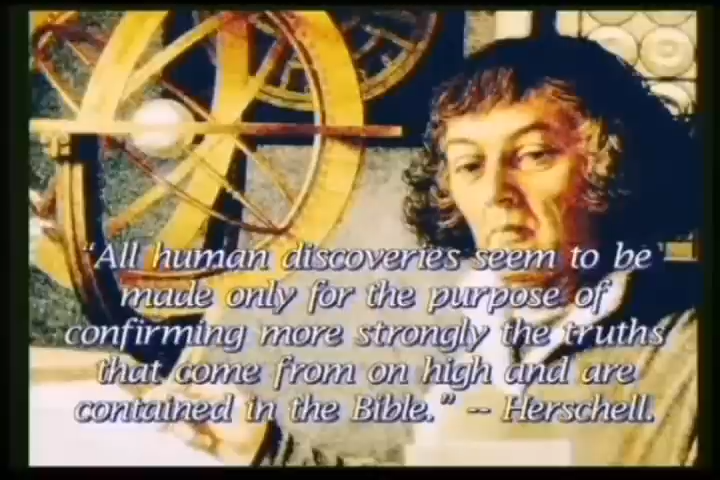 “All human discoveries seem to be
made only for the purpose of
confirming more strongly the truths
that come from on high and are
contained in the Bible.” -- Herschell.